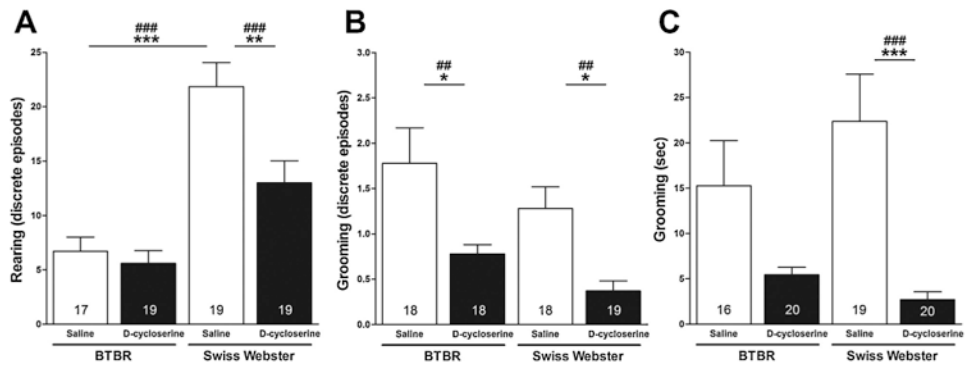 A
###
***
###
**
Rearing (discrete episodes)
25
20
15
10
5
0
17
19
19
19
Saline
D-cycloserine
Saline
D-cycloserine
BTBR
Swiss Webster
B
##
*
##
*
Grooming (discrete episodes)
3.0
2.5
2.0
1.5
1.0
0.5
0.0
18
18
18
19
Saline
D-cycloserine
Saline
D-cycloserine
BTBR
Swiss Webster
C
###
***
Grooming (sec)
30
25
20
15
10
5
0
16
20
19
20
Saline
D-cycloserine
Saline
D-cycloserine
BTBR
Swiss Webster